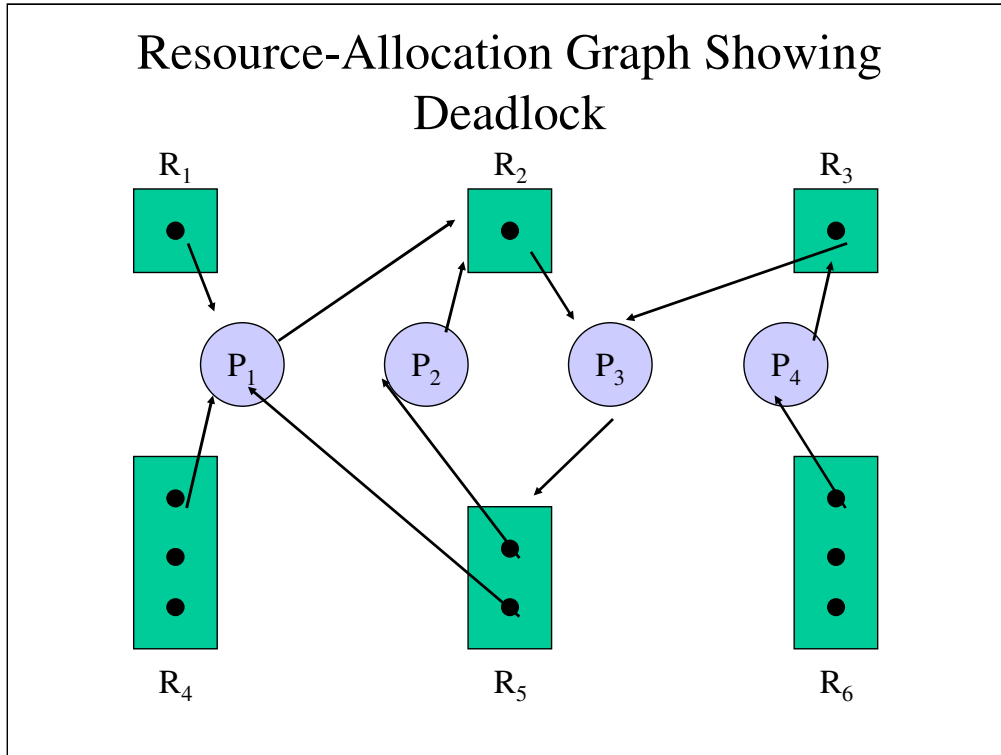 Resource-Allocation Graph Showing
Deadlock
R₁ R₂ R₃
P₁ P₂ P₃ P₄
R₄ R₅ R₆